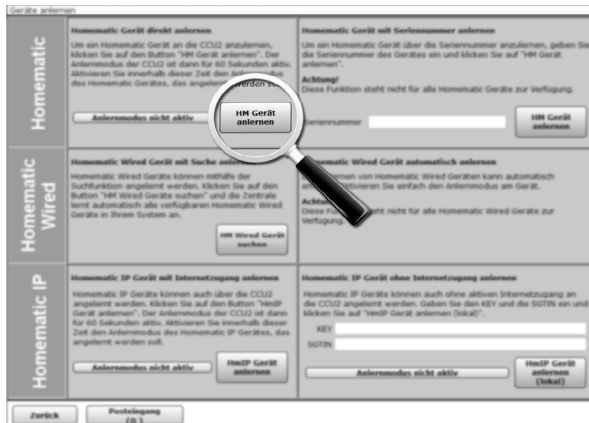 Geräte anlernen
Homematic
Homematic Gerät direkt anlernen
Um ein Homematic Gerät an die CCU2 anzulernen,
klicken Sie auf den Button "HM Gerät anlernen". Der
Anlernmodus der CCU2 ist dann für 60 Sekunden aktiv.
Aktivieren Sie innerhalb dieser Zeit den
des Homematic Gerätes, das angelernt werden
Anlernmodus nicht aktiv
HM Gerät
anlernen
Homematic Gerät mit Seriennummer anlernen
Um ein Homematic Gerät über die Seriennummer anzulernen, geben Sie
die Seriennummer des Gerätes ein und klicken Sie auf "HM Gerät
anlernen".
Achtung!
Diese Funktion steht nicht für alle Homematic Geräte zur Verfügung.
Seriennummer
HM Gerät
anlernen
Homematic
Wired
Homematic Wired Gerät mit Suche
Homematic Wired Geräte können mithilfe der
Suchfunktion angelernt werden. Klicken Sie auf den
Button "HM Wired Geräte suchen" und die Zentrale
lernt automatisch alle verfügbaren Homematic Wired
Geräte in Ihrem System an.
HM Wired Gerät
suchen
Homematic Wired Gerät automatisch anlernen
von Homematic Wired Geräten kann automatisch
Sie einfach den Anlernmodus am Gerät.
Diese steht nicht für alle Homematic Wired Geräte zur
Verfügung.
Homematic IP
Homematic IP Gerät mit Internetzugang anlernen
Homematic IP Geräte können auch über die CCU2
angelernt werden. Klicken Sie auf den Button "HmIP
Gerät anlernen". Der Anlernmodus der CCU2 ist dann
für 60 Sekunden aktiv. Aktivieren Sie innerhalb dieser
Zeit den Anlernmodus des Homematic IP Gerätes, das
angelernt werden soll.
Anlernmodus nicht aktiv
HmIP Gerät
anlernen
Homematic IP Gerät ohne Internetzugang anlernen
Homematic IP Geräte können auch ohne aktiven Internetzugang an
die CCU2 angelernt werden. Geben Sie den KEY und die SGTIN ein und
klicken Sie auf "HmIP Gerät anlernen (lokal)".
KEY
SGTIN
Anlernmodus nicht aktiv
HmIP Gerät
anlernen
(lokal)
Zurück
Posteingang
(0 )